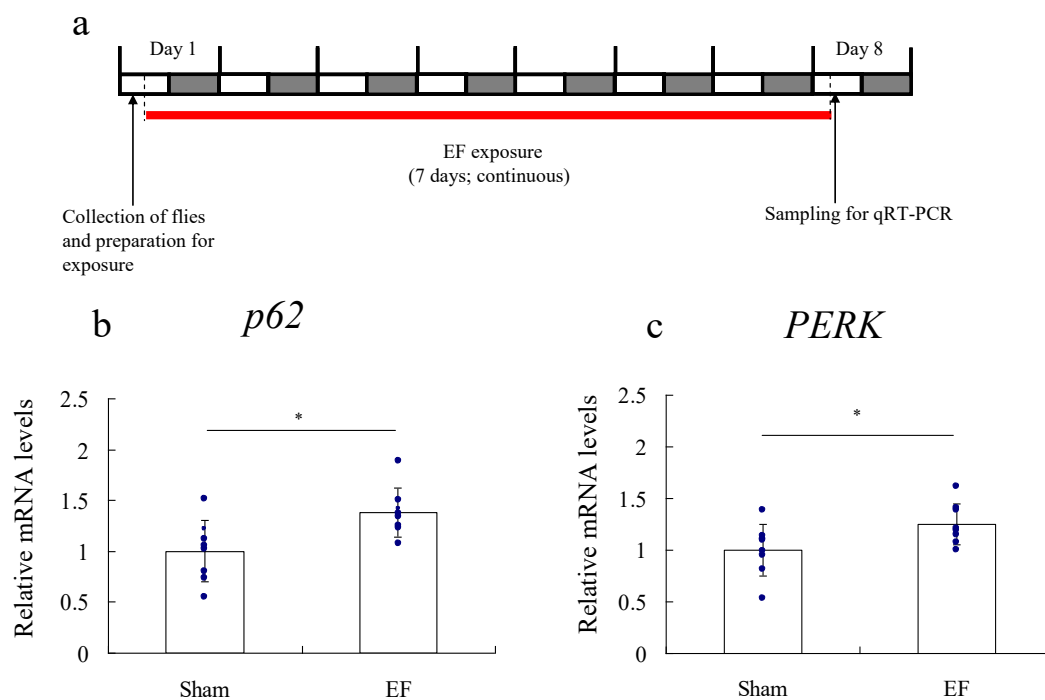 a
Day 1
Day 8
EF exposure
(7 days; continuous)
Collection of flies
and preparation for
exposure
Sampling for qRT-PCR
b
p62
Relative mRNA levels
2.5
2
1.5
1
0.5
0
*
Sham
EF
c
PERK
Relative mRNA levels
2.5
2
1.5
1
0.5
0
*
Sham
EF